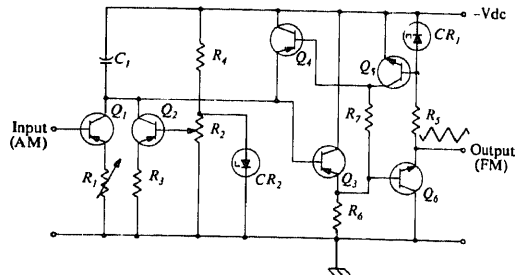 –Vdc
C₁
R₄
Q₄
Q₅
CR₁
Q₁
Q₂
R₇
R₅
Input
(AM)
R₂
Output
(FM)
R₁
R₃
CR₂
Q₃
Q₆
R₆